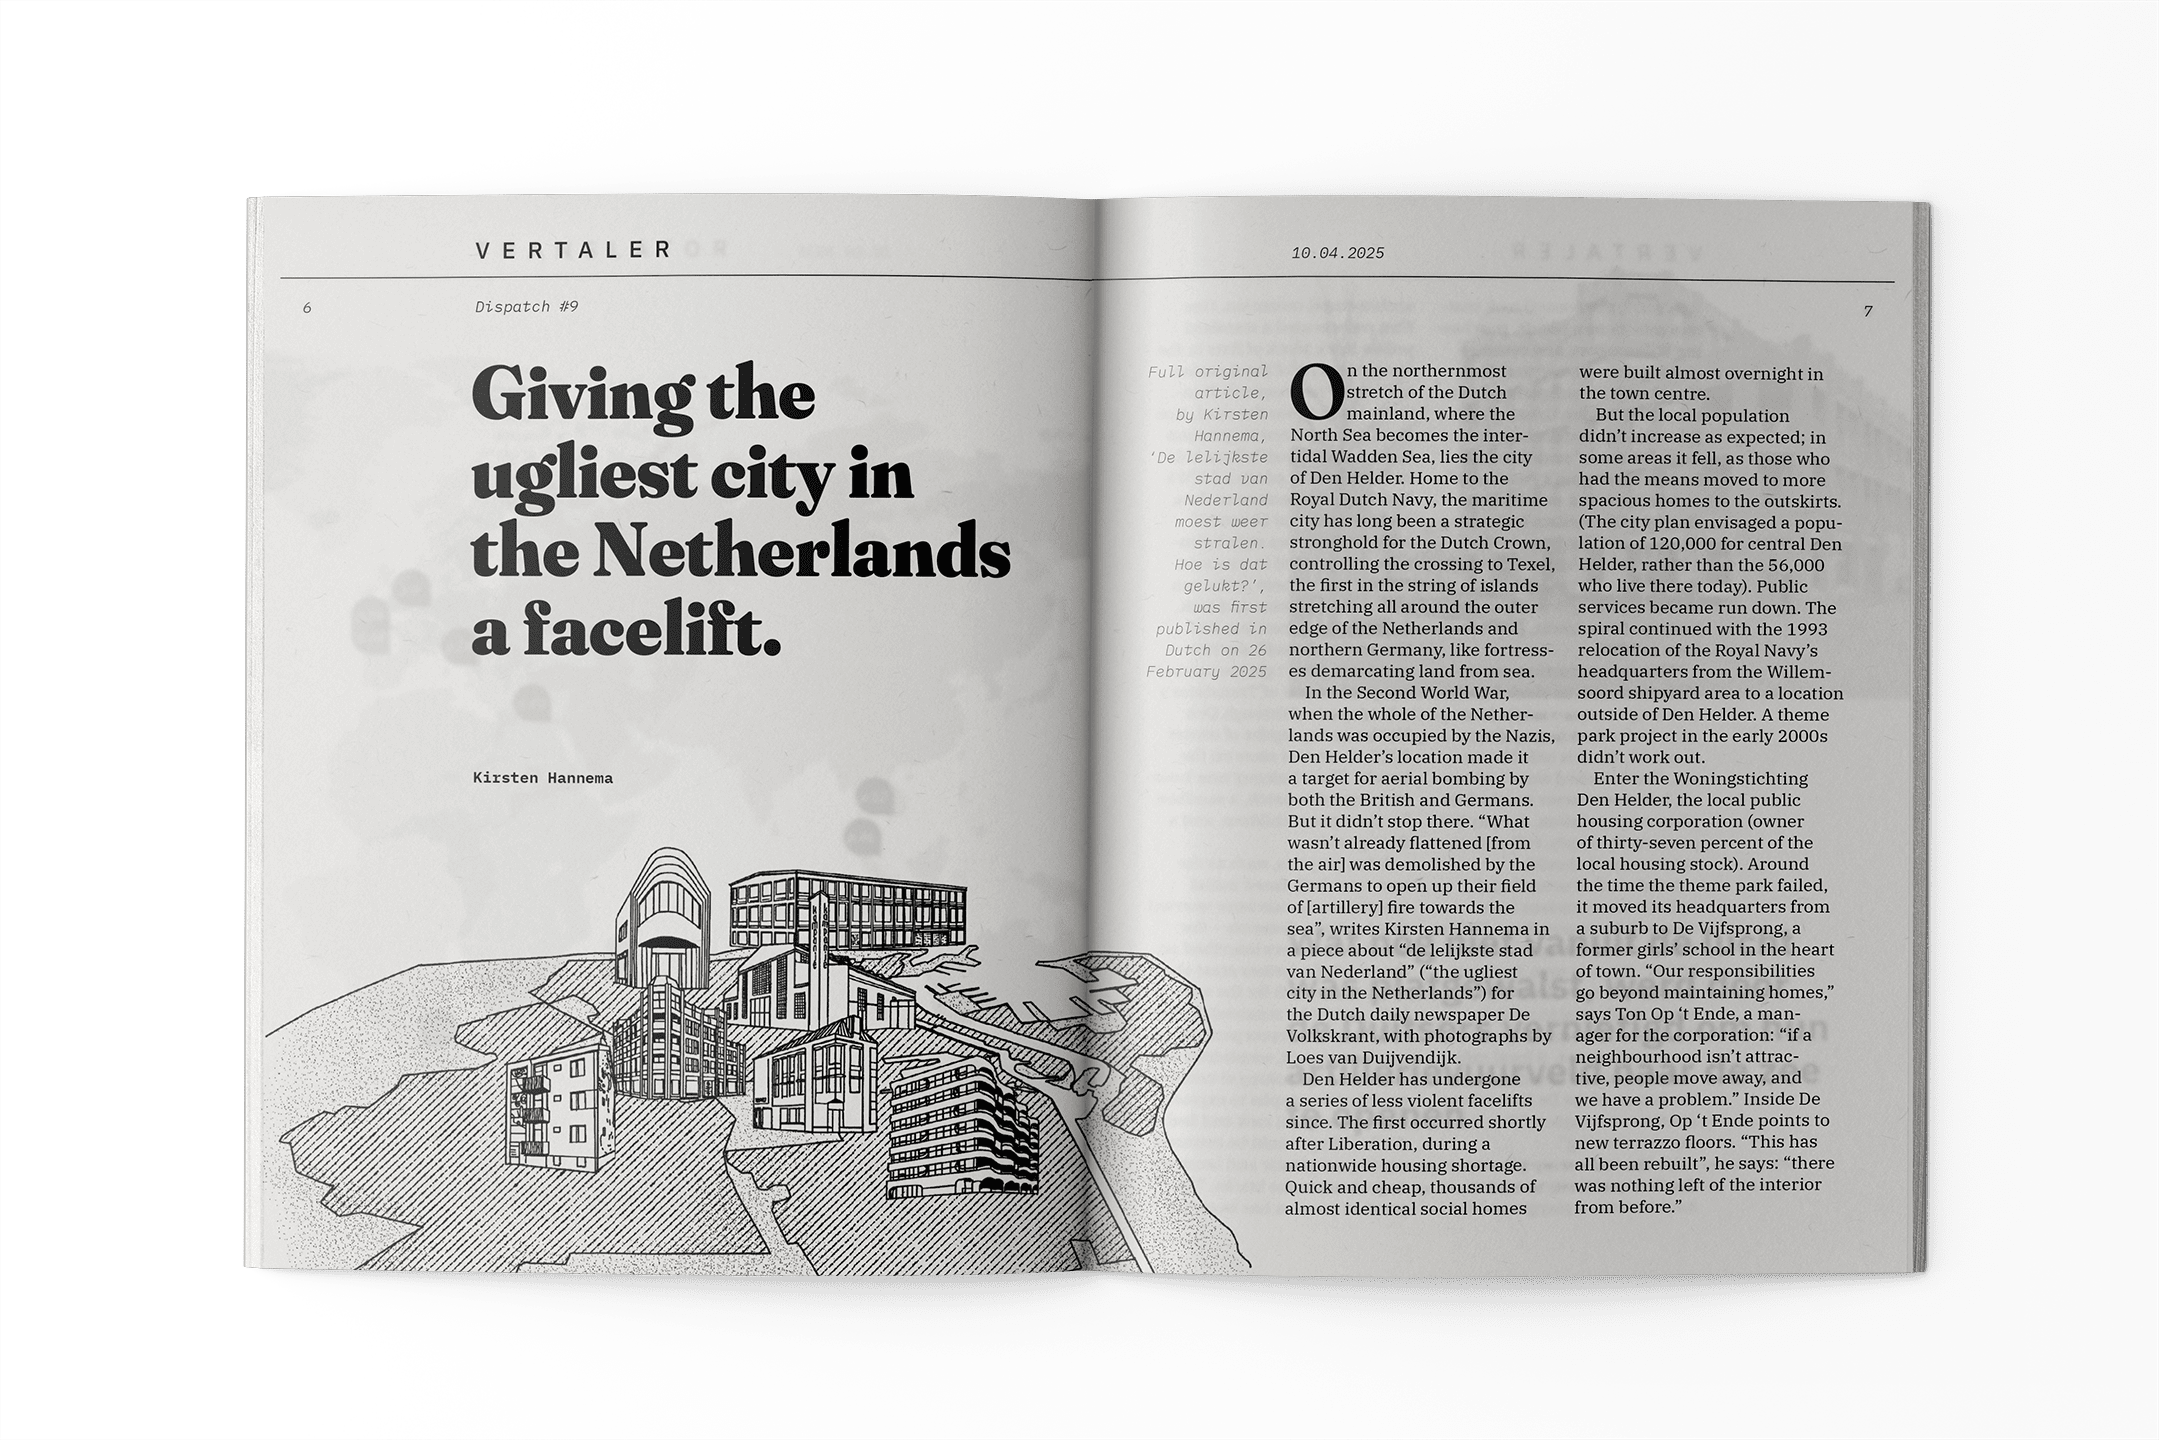 VERTALER
6
Dispatch #9
Giving the
ugliest city in
the Netherlands
a facelift.
Kirsten Hannema
10.04.2025
7
Full original
article,
by Kirsten
Hannema,
‘De lelijkste
stad van
Nederland
moest weer
stralen.
Hoe is dat
gelukt?’,
was first
published in
Dutch on 26
February 2025
On the northernmost
stretch of the Dutch
mainland, where the
North Sea becomes the inter-
tidal Wadden Sea, lies the city
of Den Helder. Home to the
Royal Dutch Navy, the maritime
city has long been a strategic
stronghold for the Dutch Crown,
controlling the crossing to Texel,
the first in the string of islands
stretching all around the outer
edge of the Netherlands and
northern Germany, like fortress-
es demarcating land from sea.
In the Second World War,
when the whole of the Nether-
lands was occupied by the Nazis,
Den Helder’s location made it
a target for aerial bombing by
both the British and Germans.
But it didn’t stop there. “What
wasn’t already flattened [from
the air] was demolished by the
Germans to open up their field
of [artillery] fire towards the
sea”, writes Kirsten Hannema in
a piece about “de lelijkste stad
van Nederland” (“the ugliest
city in the Netherlands”) for
the Dutch daily newspaper De
Volkskrant, with photographs by
Loes van Duijvendijk.
Den Helder has undergone
a series of less violent facelifts
since. The first occurred shortly
after Liberation, during a
nationwide housing shortage.
Quick and cheap, thousands of
almost identical social homes
were built almost overnight in
the town centre.
But the local population
didn’t increase as expected; in
some areas it fell, as those who
had the means moved to more
spacious homes to the outskirts.
(The city plan envisaged a popu-
lation of 120,000 for central Den
Helder, rather than the 56,000
who live there today). Public
services became run down. The
spiral continued with the 1993
relocation of the Royal Navy’s
headquarters from the Willem-
soord shipyard area to a location
outside of Den Helder. A theme
park project in the early 2000s
didn’t work out.
Enter the Woningstichting
Den Helder, the local public
housing corporation (owner
of thirty-seven percent of the
local housing stock). Around
the time the theme park failed,
it moved its headquarters from
a suburb to De Vijfsprong, a
former girls’ school in the heart
of town. “Our responsibilities
go beyond maintaining homes,”
says Ton Op ‘t Ende, a man-
ager for the corporation: “if a
neighbourhood isn’t attrac-
tive, people move away, and
we have a problem.” Inside De
Vijfsprong, Op ‘t Ende points to
new terrazzo floors. “This has
all been rebuilt”, he says: “there
was nothing left of the interior
from before.”